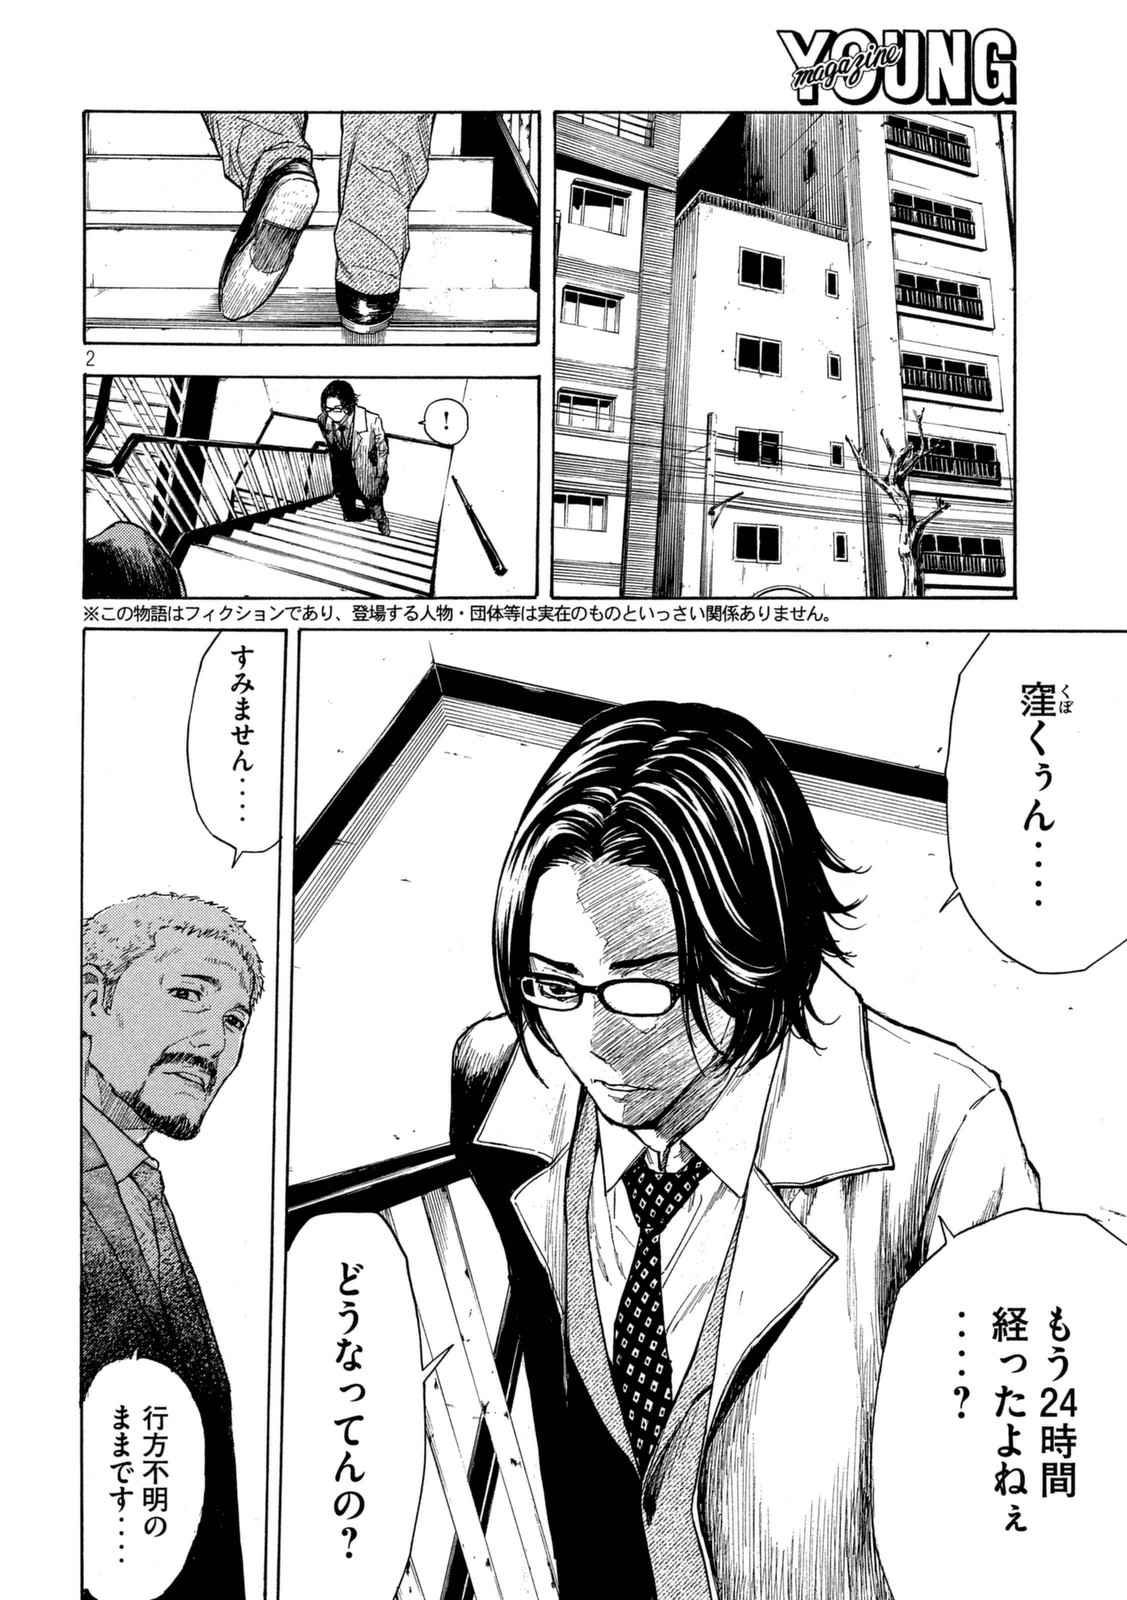 YOUNG
magazine
2
!
※この物語はフィクションであり、登場する人物・団体等は実在のものといっさい関係ありません。
窪くぅん‥‥
くぼ
もう24時間
経ったよねぇ
‥‥?
どうなってんの?
すみません‥‥
行方不明の
ままです‥‥